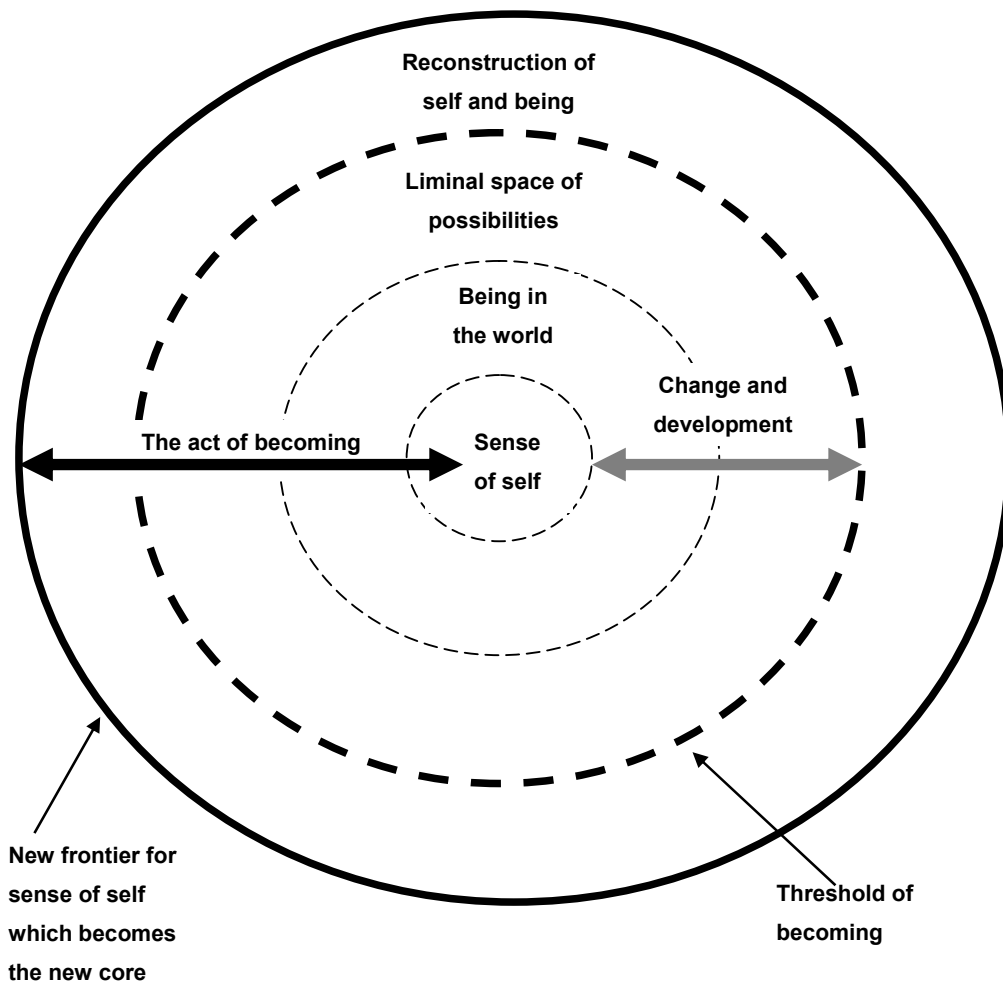 Reconstruction of
self and being
Liminal space of
possibilities
Being in
the world
Change and
development
The act of becoming
Sense
of self
New frontier for
sense of self
which becomes
the new core
Threshold of
becoming